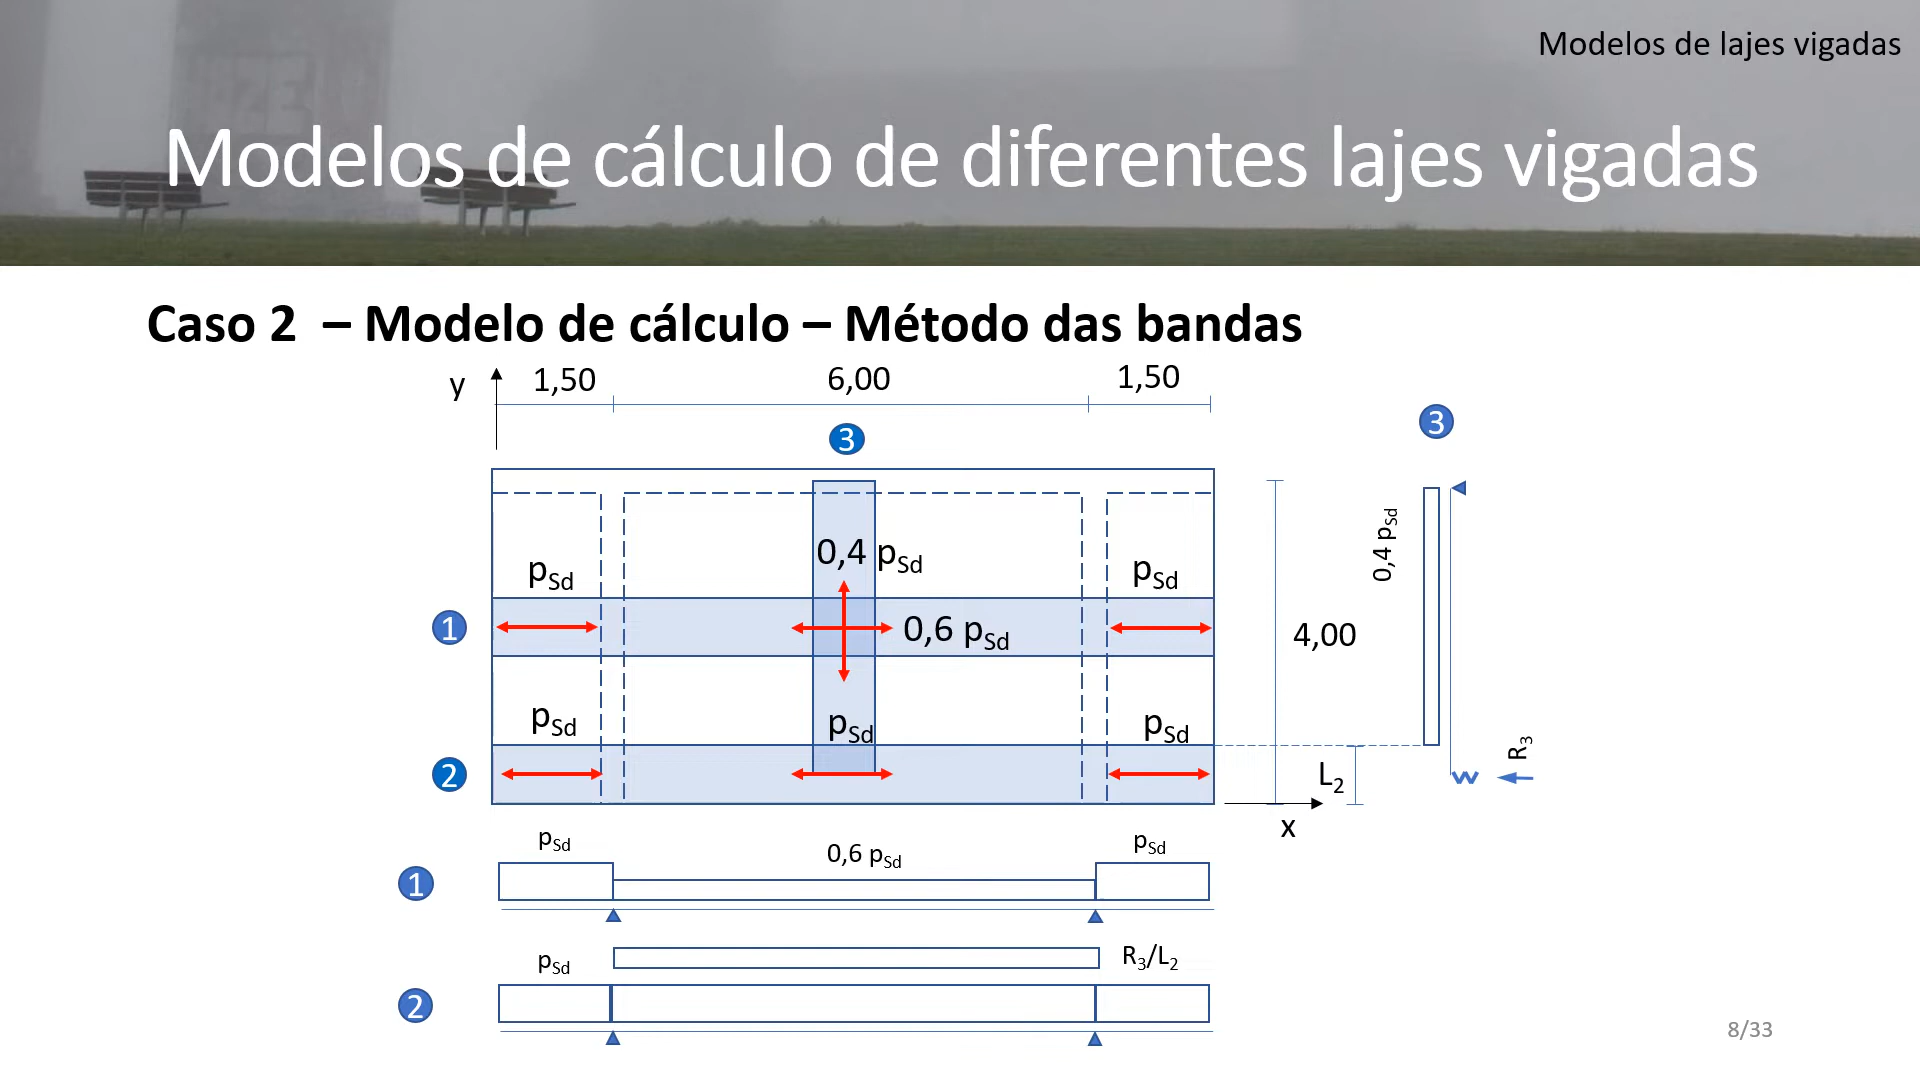 Modelos de lajes vigadas
Modelos de cálculo de diferentes lajes vigadas
Caso 2 – Modelo de cálculo – Método das bandas
y
1,50
6,00
1,50
3
3
0,4 pSd
0,4 pSd
pSd
pSd
1
0,6 pSd
4,00
pSd
pSd
pSd
R3
2
L2
x
pSd
0,6 pSd
pSd
1
pSd
R3/L2
2
8/33